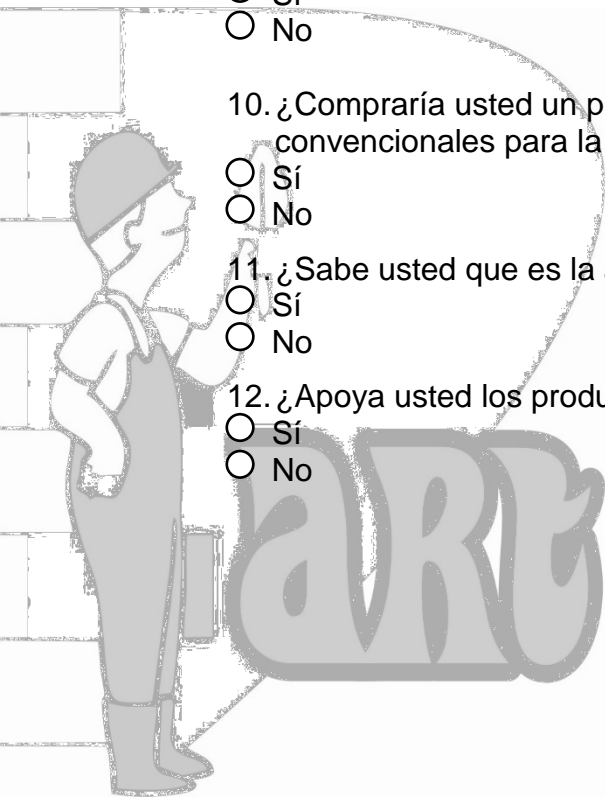 Sí
No
10. ¿Compraría usted un p
convencionales para la
Sí
No
11. ¿Sabe usted que es la
Sí
No
12. ¿Apoya usted los produ
Sí
No
aRt